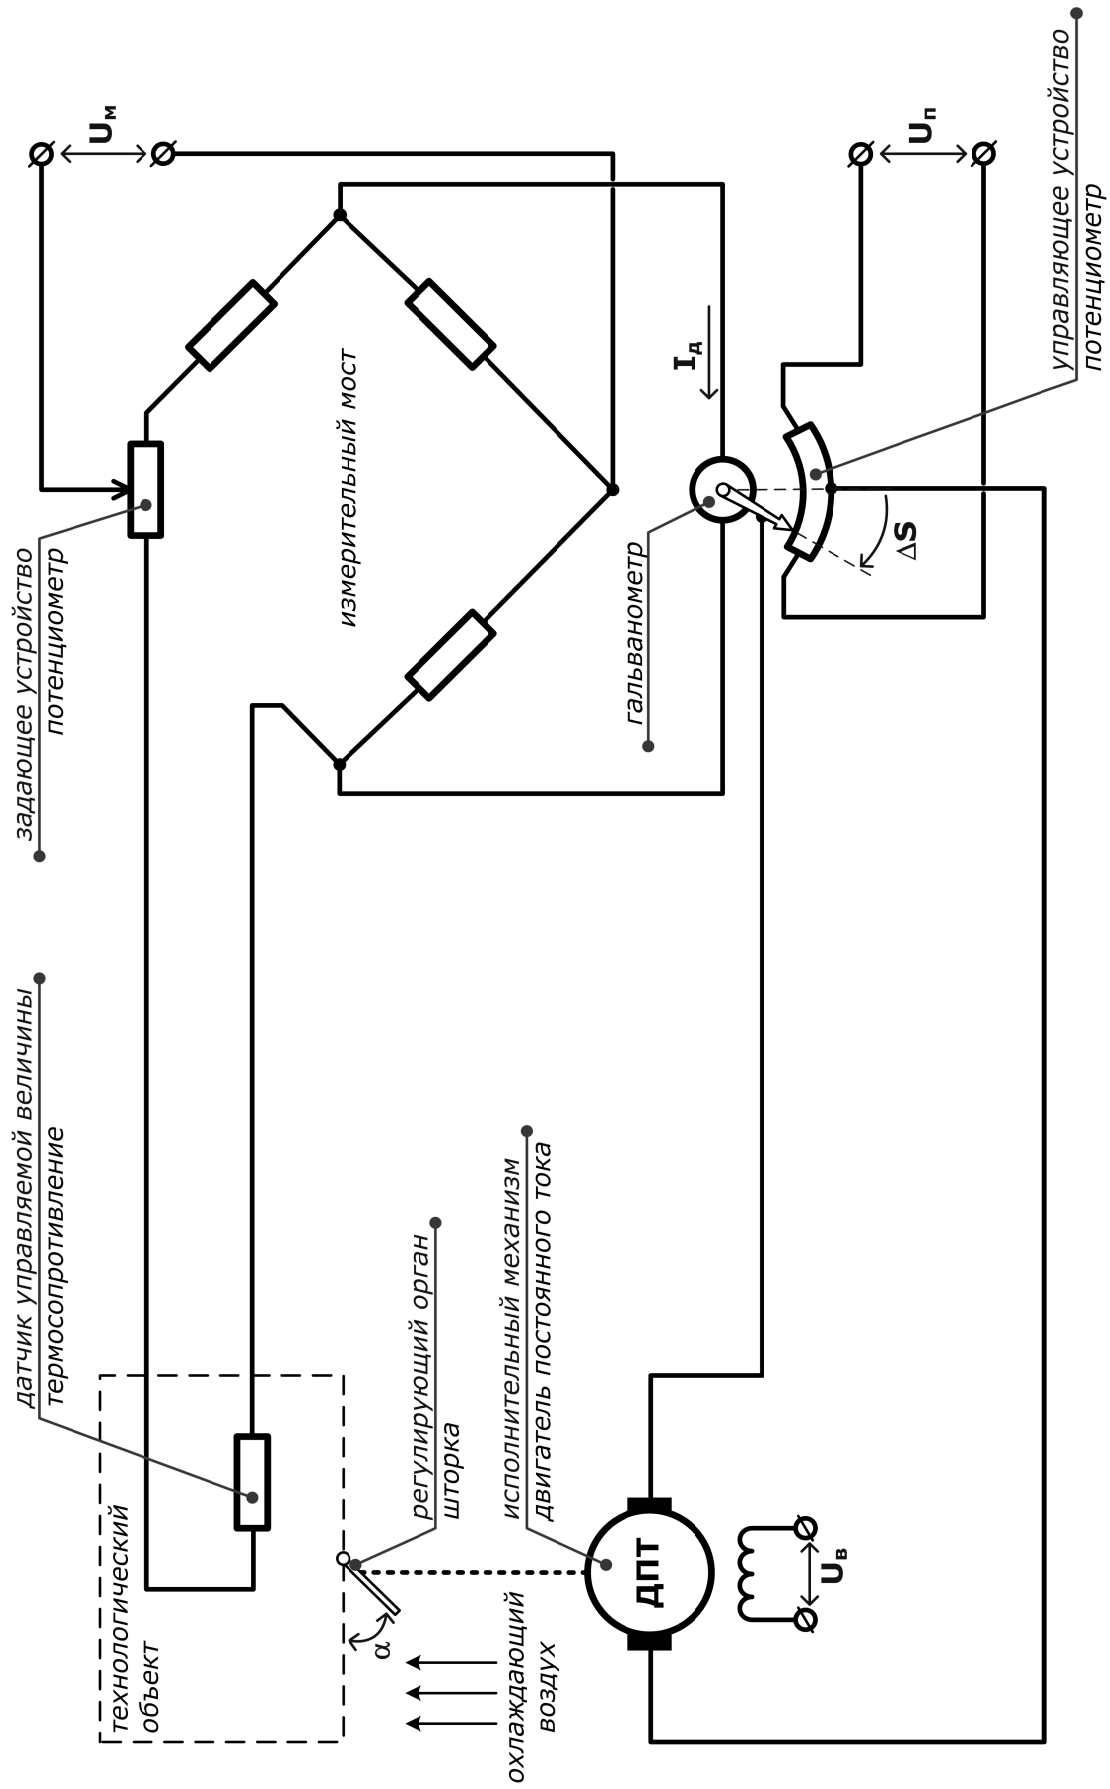 датчик управляемой величины
термосопротивление
задающее устройство
потенциометр
Uм
технологический
объект
измерительный мост
α
регулирующий орган
шторка
охлаждающий
воздух
исполнительный механизм
двигатель постоянного тока
ДПТ
Uв
гальванометр
Iд
ΔS
Uп
управляющее устройство
потенциометр